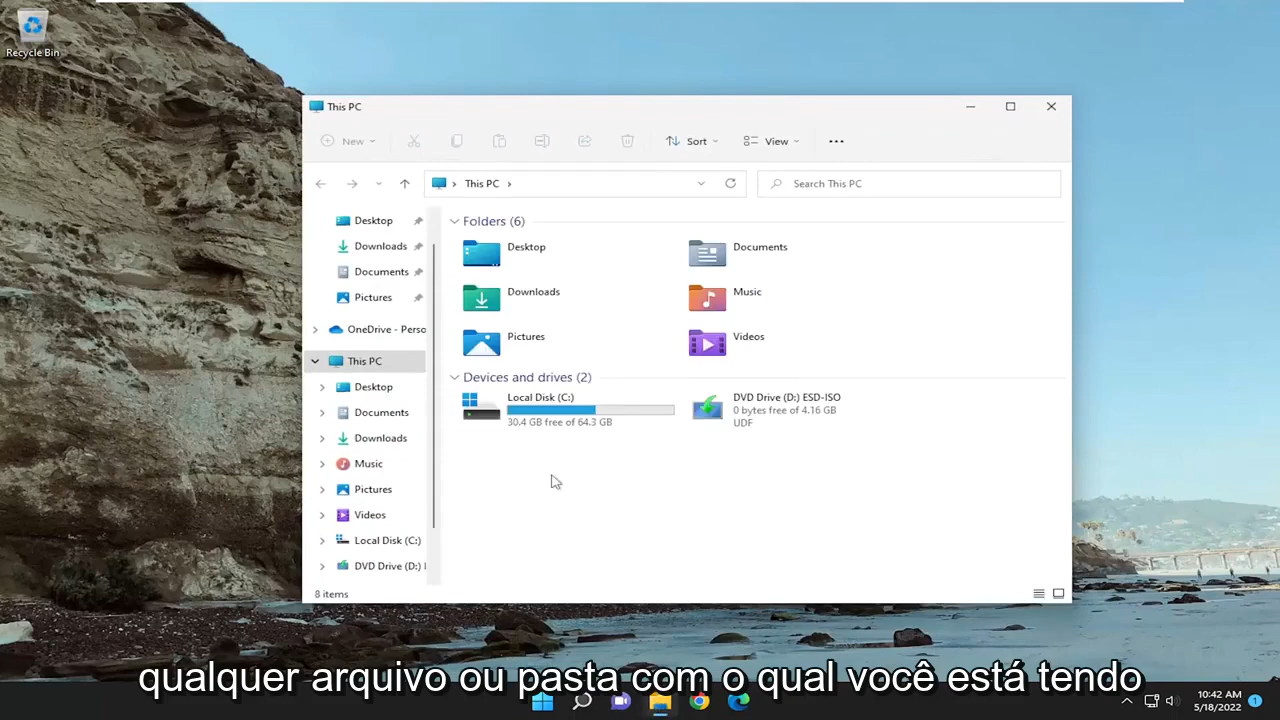 Recycle Bin
This PC
New
Sort
View
This PC
Search This PC
Desktop
Downloads
Documents
Pictures
OneDrive - Perso
This PC
Desktop
Documents
Downloads
Music
Pictures
Videos
Local Disk (C:)
DVD Drive (D:)
Folders (6)
Desktop
Documents
Downloads
Music
Pictures
Videos
Devices and drives (2)
Local Disk (C:)
30.4 GB free of 64.3 GB
DVD Drive (D:) ESD-ISO
0 bytes free of 4.16 GB
UDF
8 items
qualquer arquivo ou pasta com o qual você está tendo
10:42 AM
5/18/2022
1